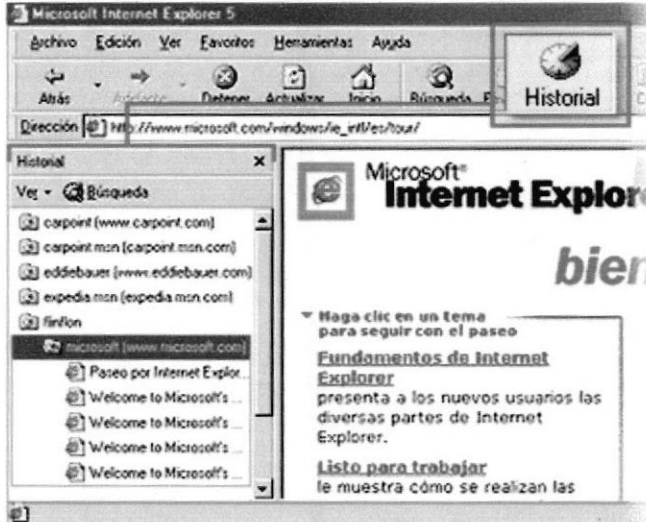 Microsoft Internet Explorer 5
Archivo Edición Ver Favoritos Herramientas Ayuda
Atrás Adelante Detener Actualizar Inicio Búsqueda
Historial
Dirección http://www.microsoft.com/windows/ie_intl/es/tour/
Historial
Ver Búsqueda
carpoint (www.carpoint.com)
carpoint msn (carpoint.msn.com)
eddiebauer (www.eddiebauer.com)
expedia msn (expedia.msn.com)
flinflon
microsoft (www.microsoft.com)
Paseo por Internet Explor...
Welcome to Microsoft's ...
Welcome to Microsoft's ...
Welcome to Microsoft's ...
Welcome to Microsoft's ...
Microsoft®
Internet Explore
bien
Haga clic en un tema
para seguir con el paseo
Fundamentos de Internet
Explorer
presenta a los nuevos usuarios las
diversas partes de Internet
Explorer.
Listo para trabajar
le muestra cómo se realizan las